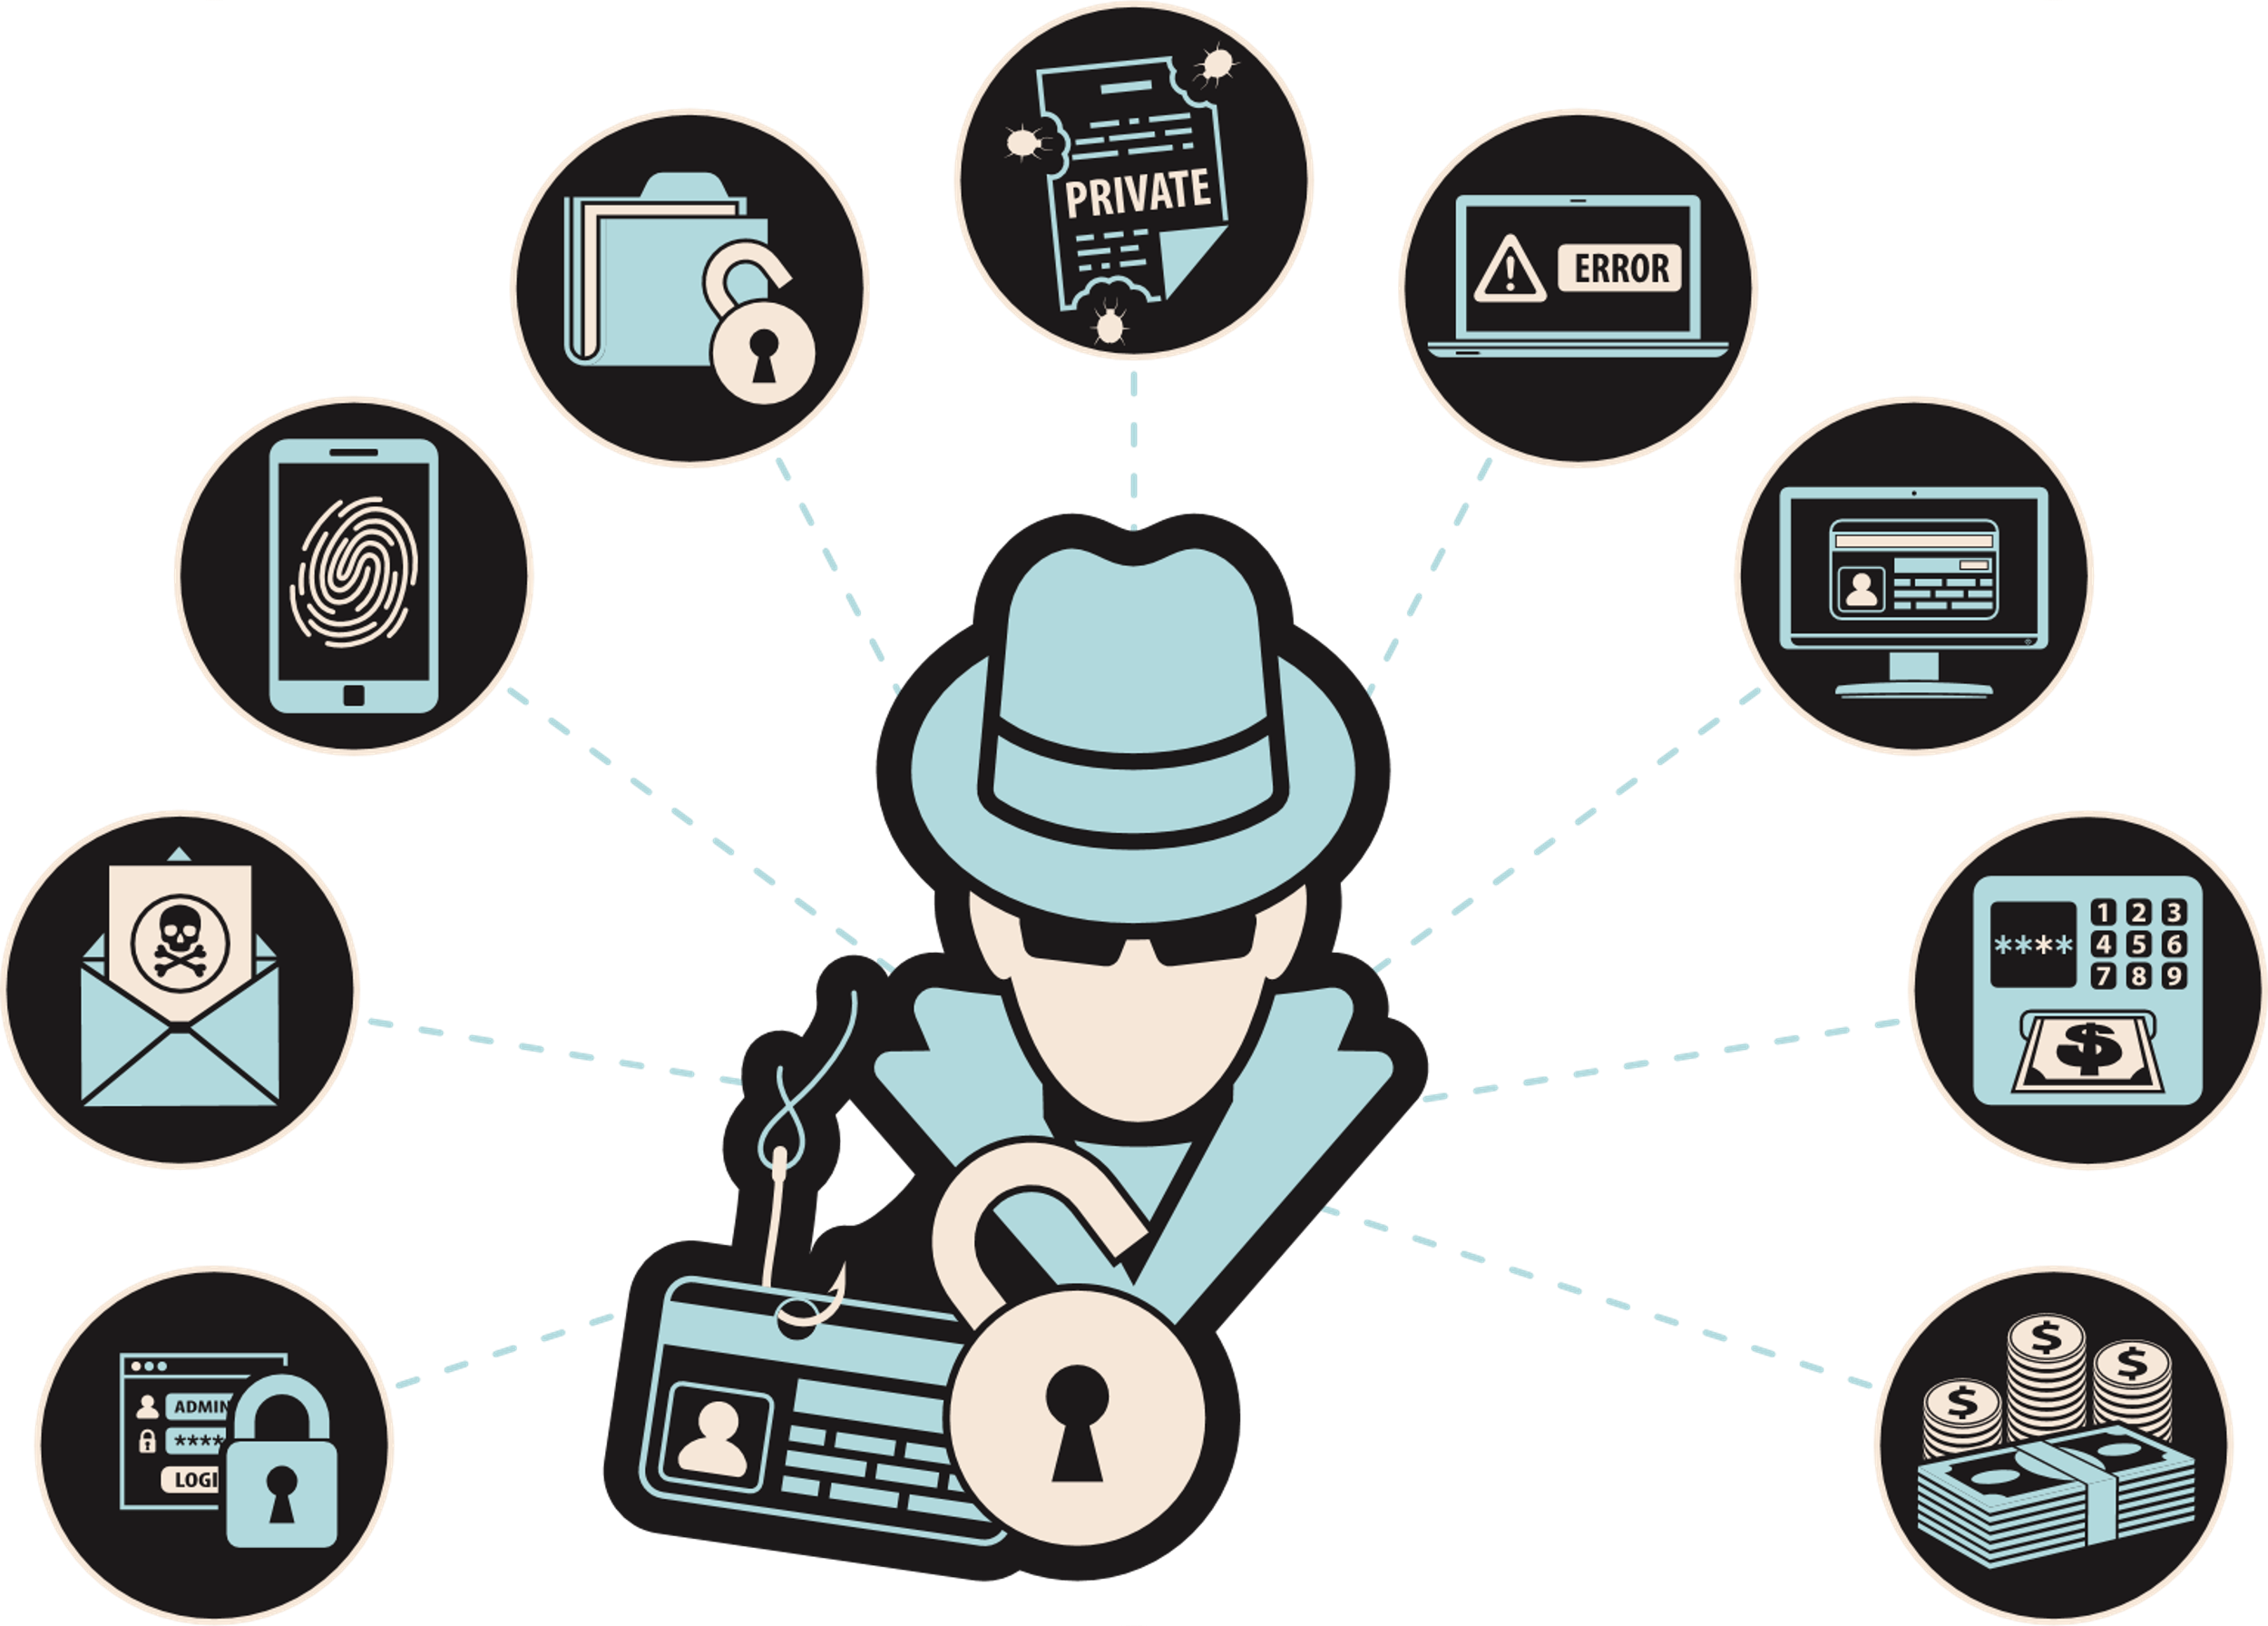 PRIVATE
ERROR
****
1 2 3
4 5 6
7 8 9
$
ADMIN
****
LOGI
$
$
$